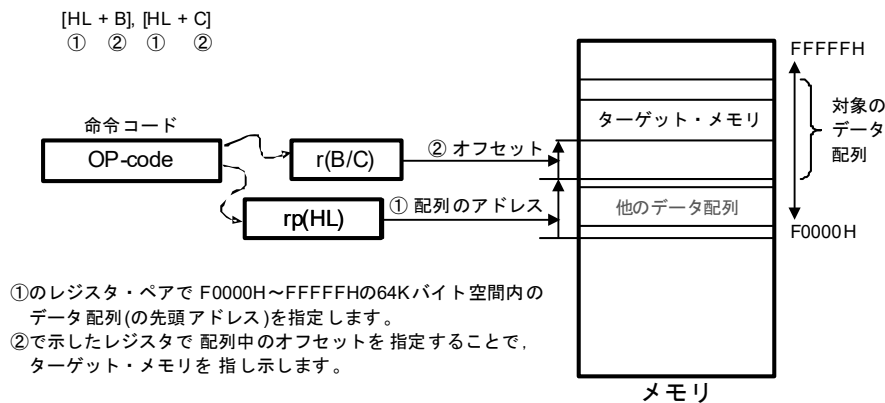 [HL + B], [HL + C]
① ② ① ②
FFFFFH
対象の
データ
配列
ターゲット・メモリ
命令コード
OP-code
r(B/C)
② オフセット
rp(HL)
① 配列のアドレス
他のデータ配列
F0000H
①のレジスタ・ペアで F0000H～FFFFFHの64Kバイト空間内の
データ配列(の先頭アドレス)を指定します。
②で示したレジスタで 配列中のオフセットを 指定することで,
ターゲット・メモリを 指し示します。
メモリ